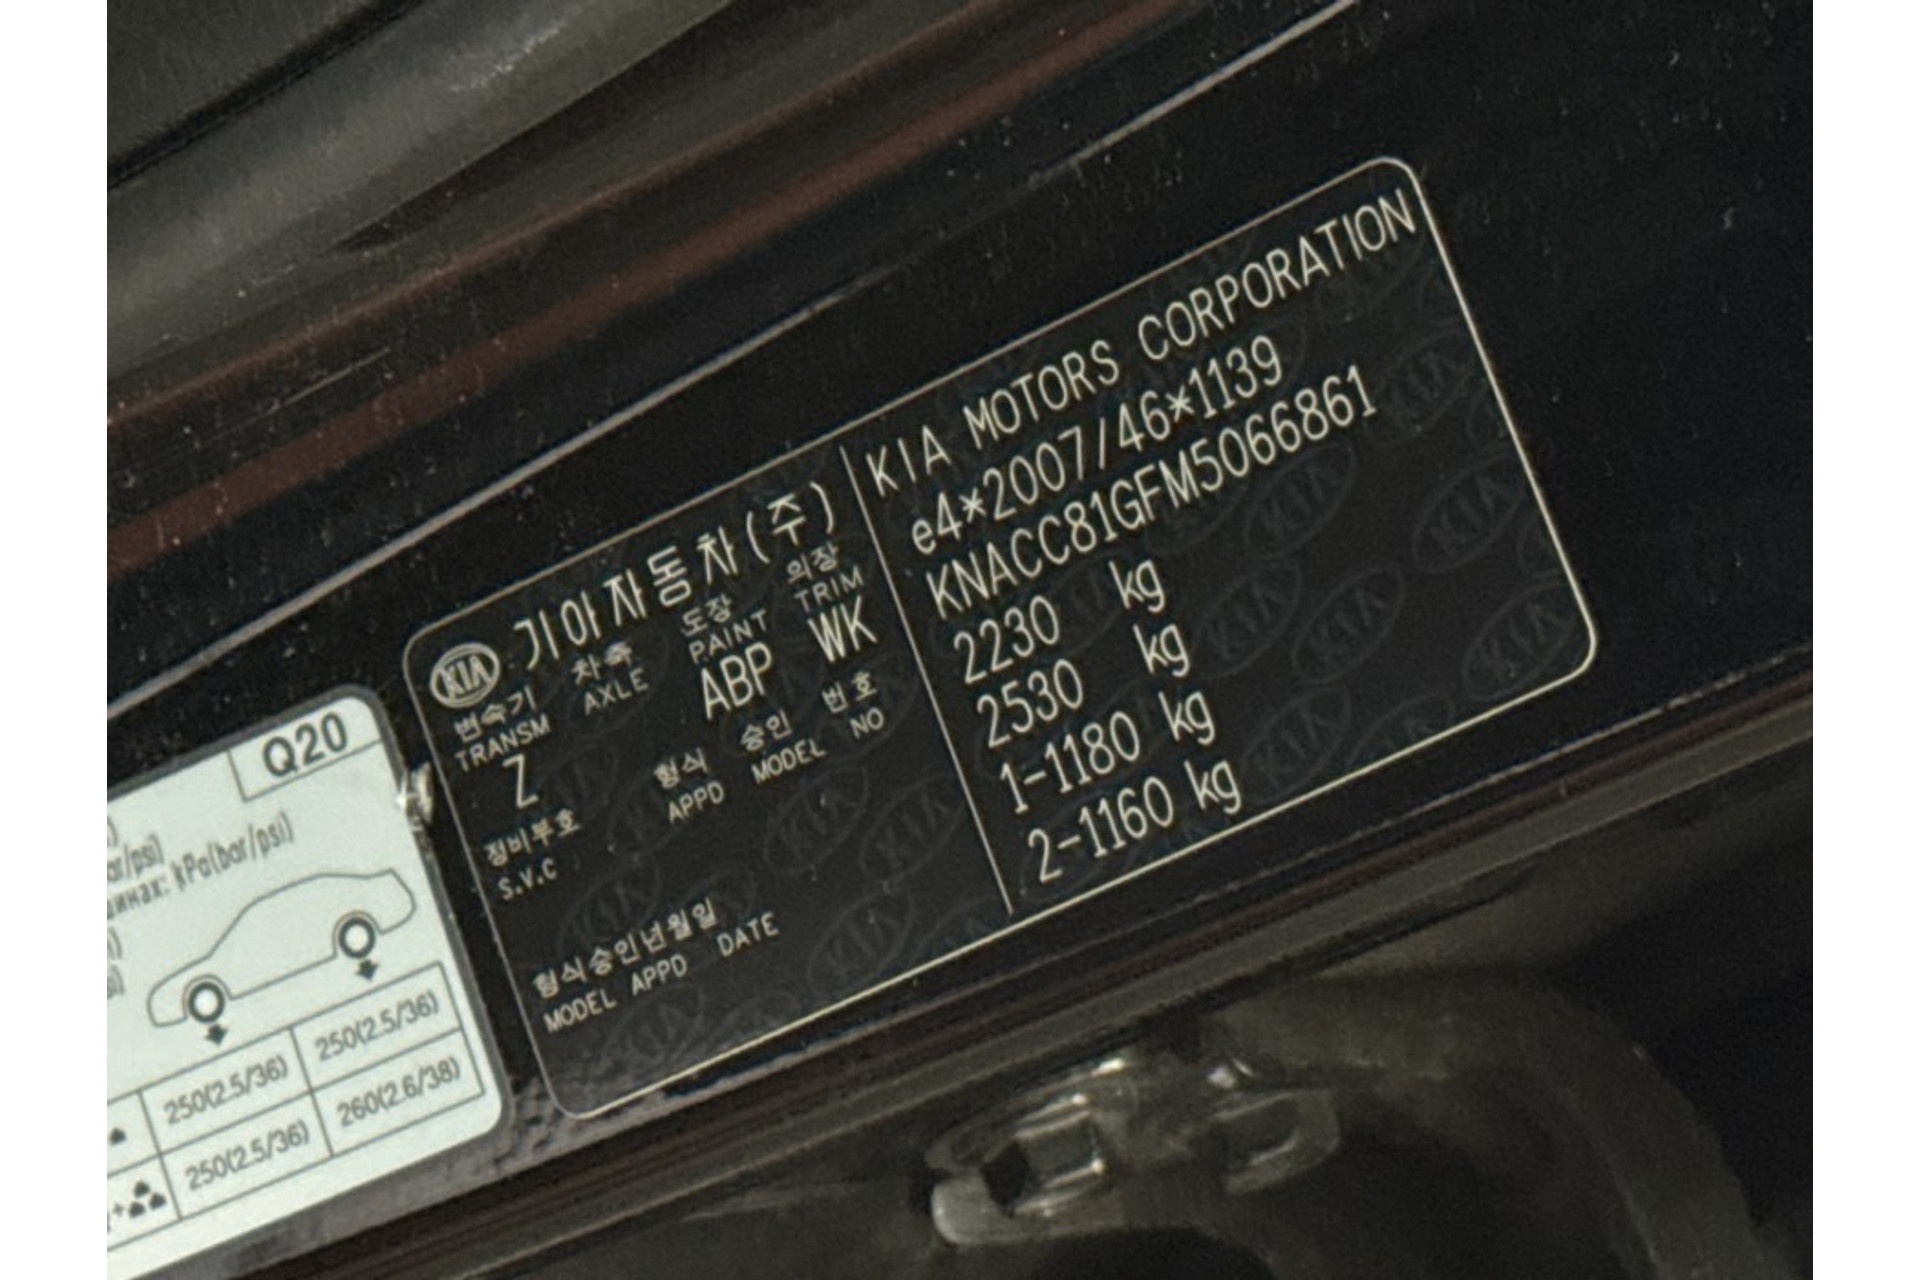 KIA 기아자동차(주)
변속기 차축 도장 의장
TRANSM AXLE PAINT TRIM
Z ABP WK
정비부호 형식 승인 번호
S.V.C APPD MODEL NO
형식승인년월일
MODEL APPD DATE
KIA MOTORS CORPORATION
e4*2007/46*1139
KNACC81GFM5066861
2230 kg
2530 kg
1-1180 kg
2-1160 kg
Q20
ar/psi)
шинах: kPa(bar/psi)
250(2.5/36) 250(2.5/36)
250(2.5/36) 260(2.6/38)